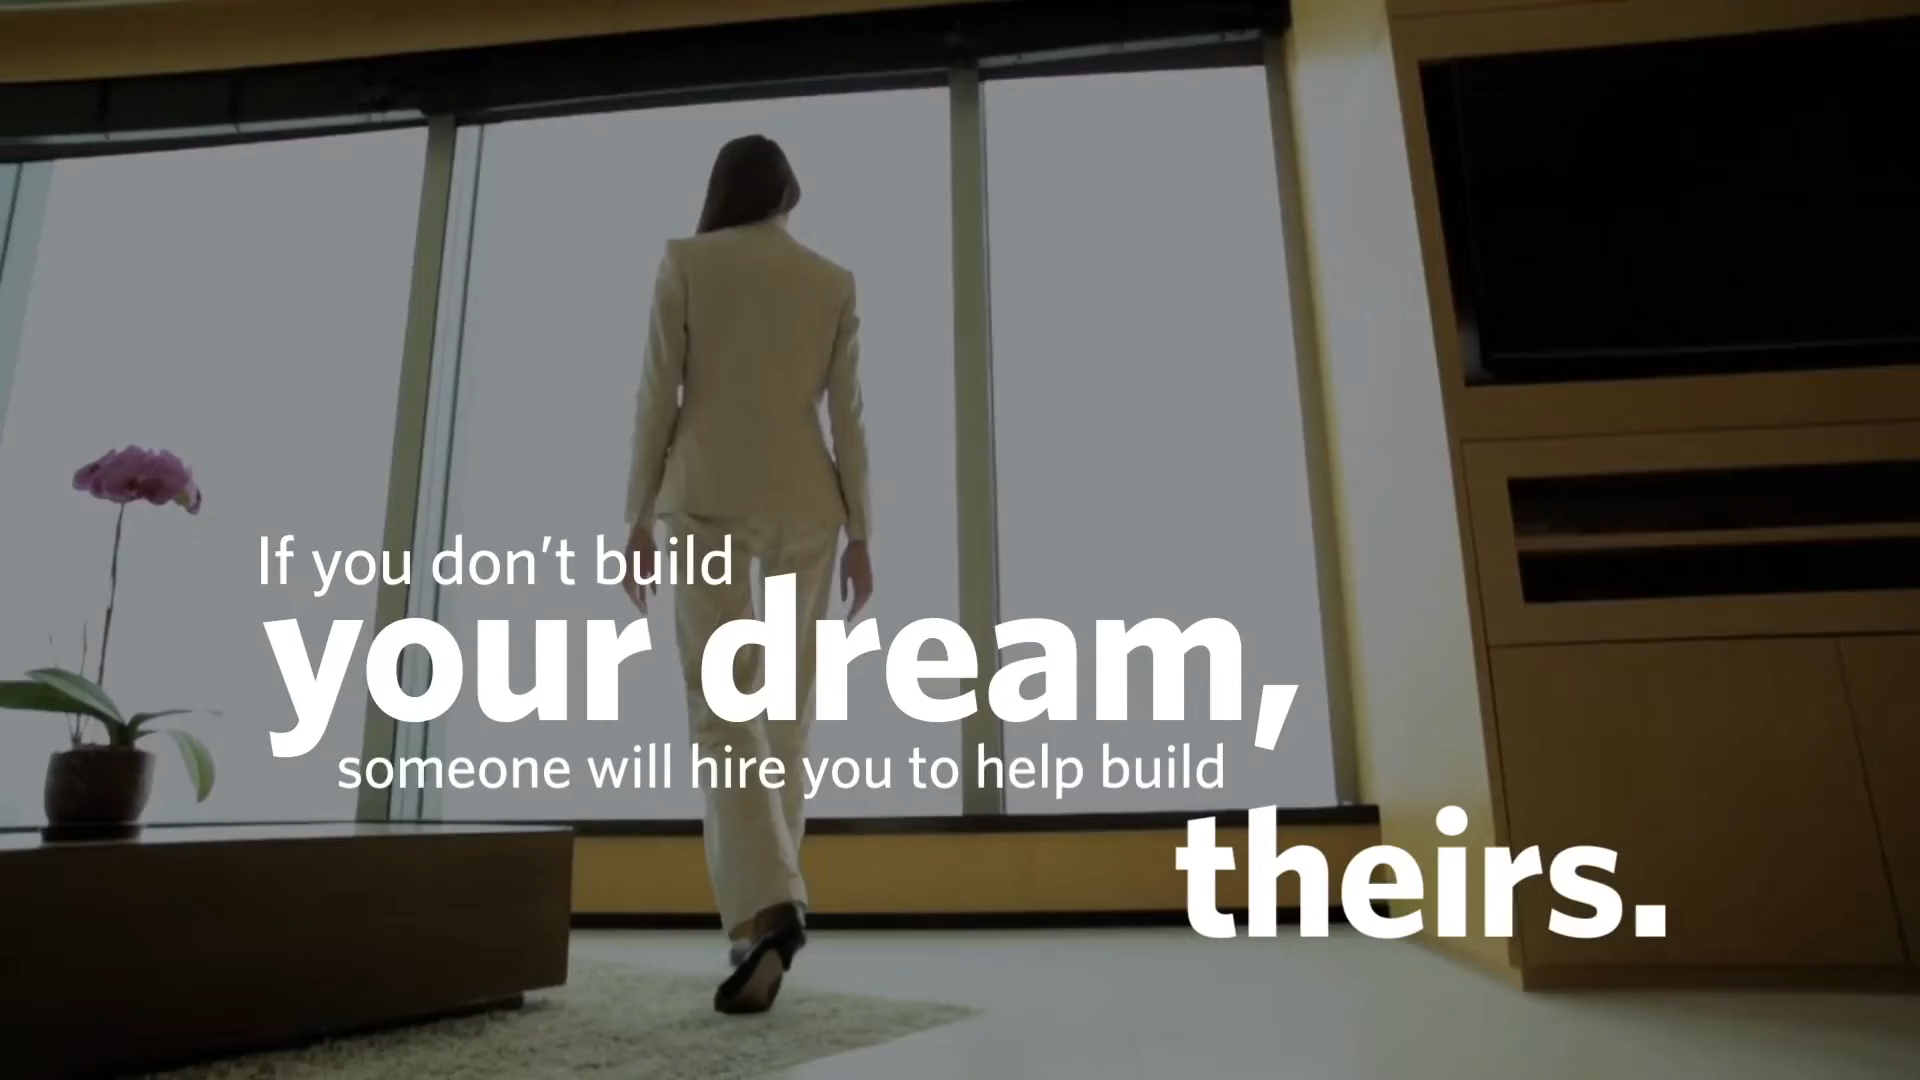 If you don't build
your dream,
someone will hire you to help build
theirs.